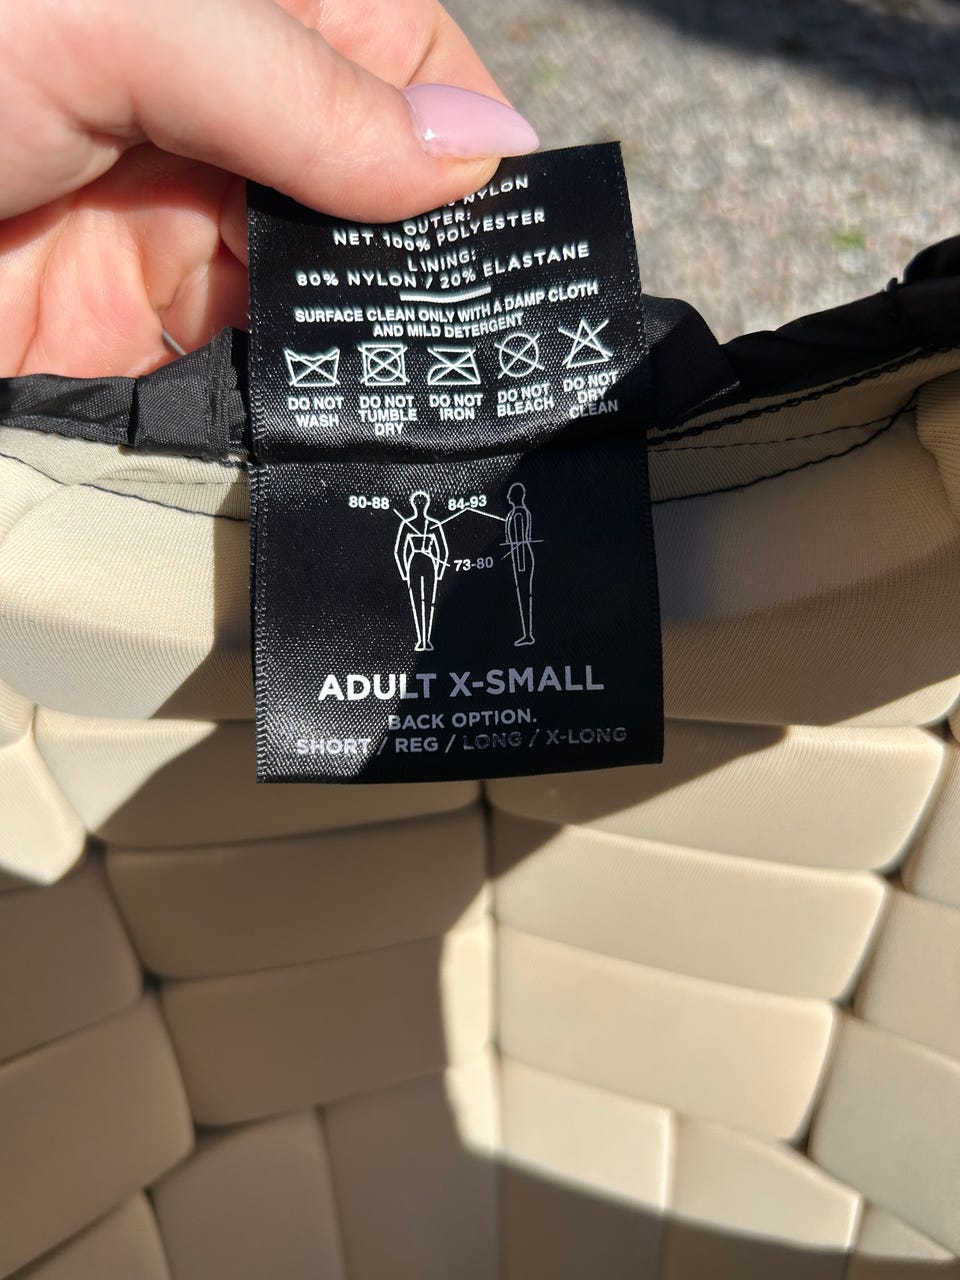 NYLON
OUTER:
NET. 100% POLYESTER
LINING:
80% NYLON / 20% ELASTANE
SURFACE CLEAN ONLY WITH A DAMP CLOTH
AND MILD DETERGENT
DO NOT WASH
DO NOT TUMBLE DRY
DO NOT IRON
DO NOT BLEACH
DO NOT DRY CLEAN
80-88
84-93
73-80
ADULT X-SMALL
BACK OPTION.
SHORT / REG / LONG / X-LONG